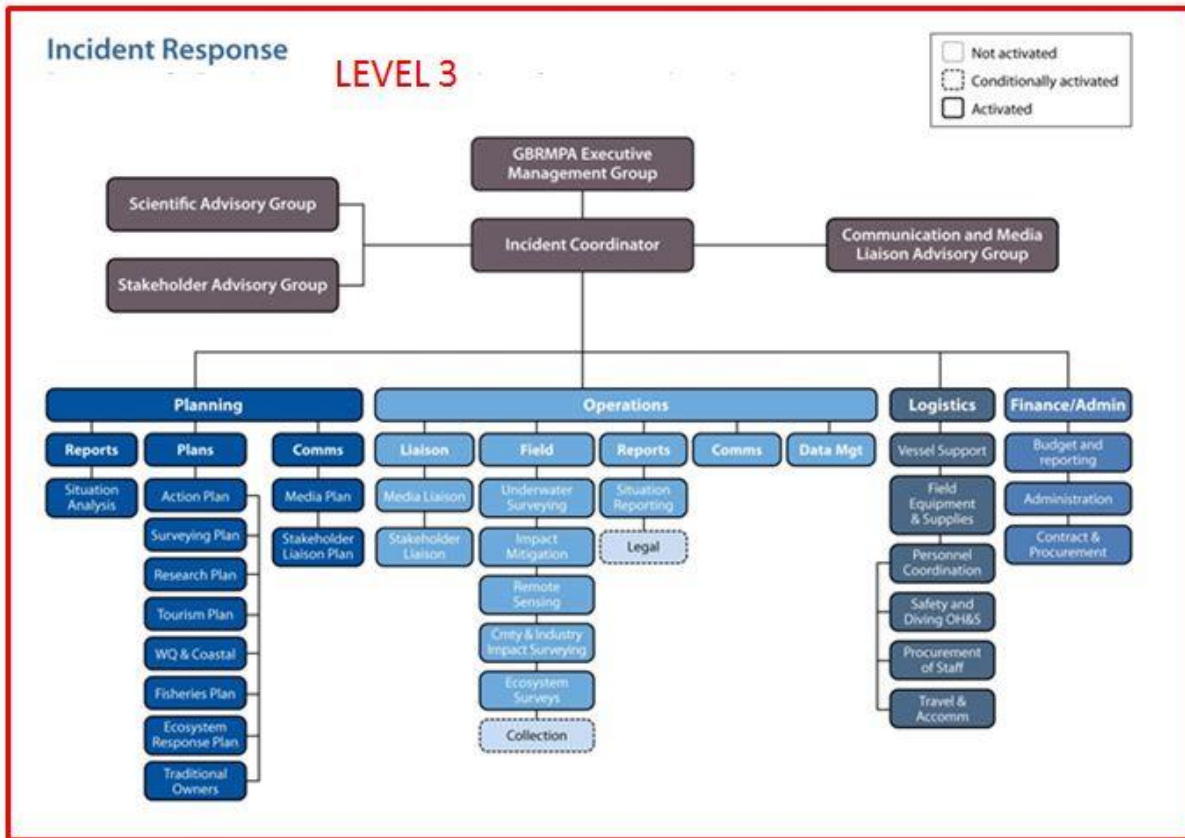 Incident Response
LEVEL 3
Not activated
Conditionally activated
Activated
GBRMPA Executive
Management Group
Scientific Advisory Group
Incident Coordinator
Communication and Media
Liaison Advisory Group
Stakeholder Advisory Group
Planning
Operations
Logistics
Finance/Admin
Reports
Plans
Comms
Liaison
Field
Reports
Comms
Data Mgt
Vessel Support
Budget and
reporting
Situation
Analysis
Action Plan
Media Plan
Media Liaison
Underwater
Surveying
Situation
Reporting
Field
Equipment
& Supplies
Administration
Surveying Plan
Stakeholder
Liaison Plan
Stakeholder
Liaison
Impact
Mitigation
Legal
Personnel
Coordination
Contract &
Procurement
Research Plan
Remote
Sensing
Safety and
Diving OH&S
Tourism Plan
Cmty & Industry
Impact Surveying
Procurement
of Staff
WQ & Coastal
Fisheries Plan
Ecosystem
Surveys
Travel &
Accomm
Ecosystem
Response Plan
Collection
Traditional
Owners